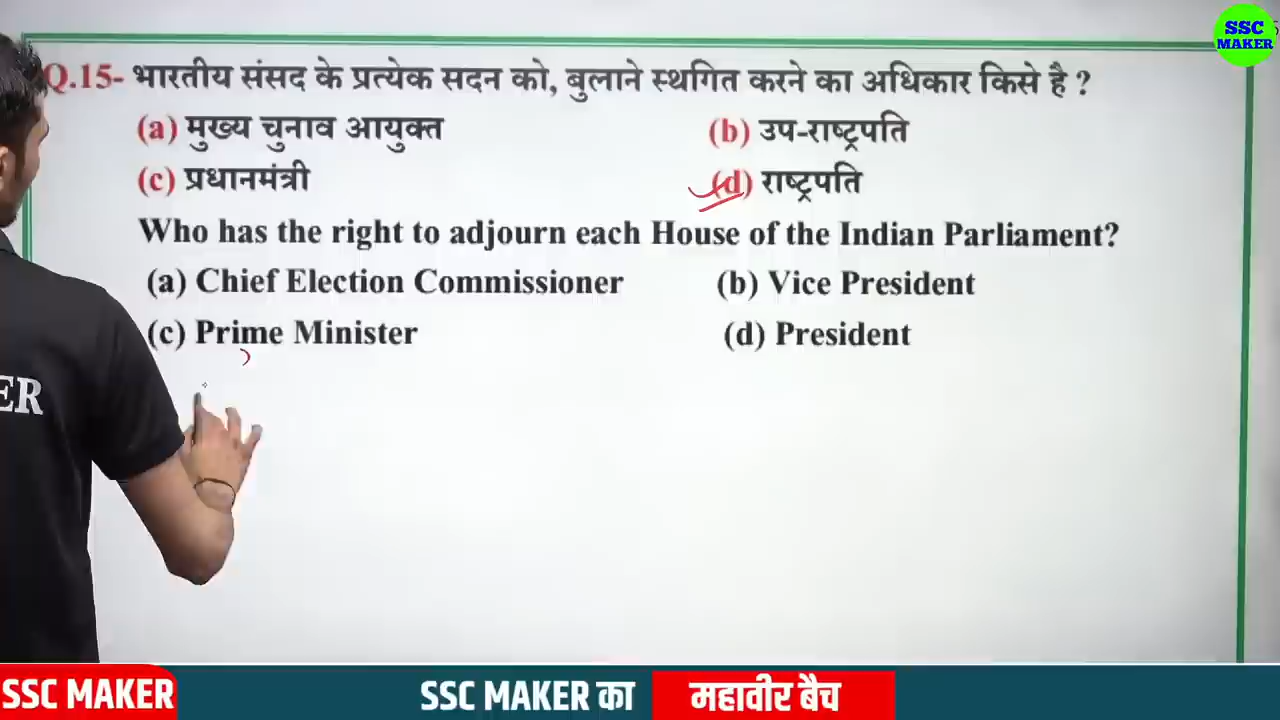 SSC
MAKER
Q.15- भारतीय संसद के प्रत्येक सदन को, बुलाने स्थगित करने का अधिकार किसे है ?
(a) मुख्य चुनाव आयुक्त (b) उप-राष्ट्रपति
(c) प्रधानमंत्री (d) राष्ट्रपति
Who has the right to adjourn each House of the Indian Parliament?
(a) Chief Election Commissioner (b) Vice President
(c) Prime Minister (d) President
ER
SSC MAKER SSC MAKER का महावीर बैच